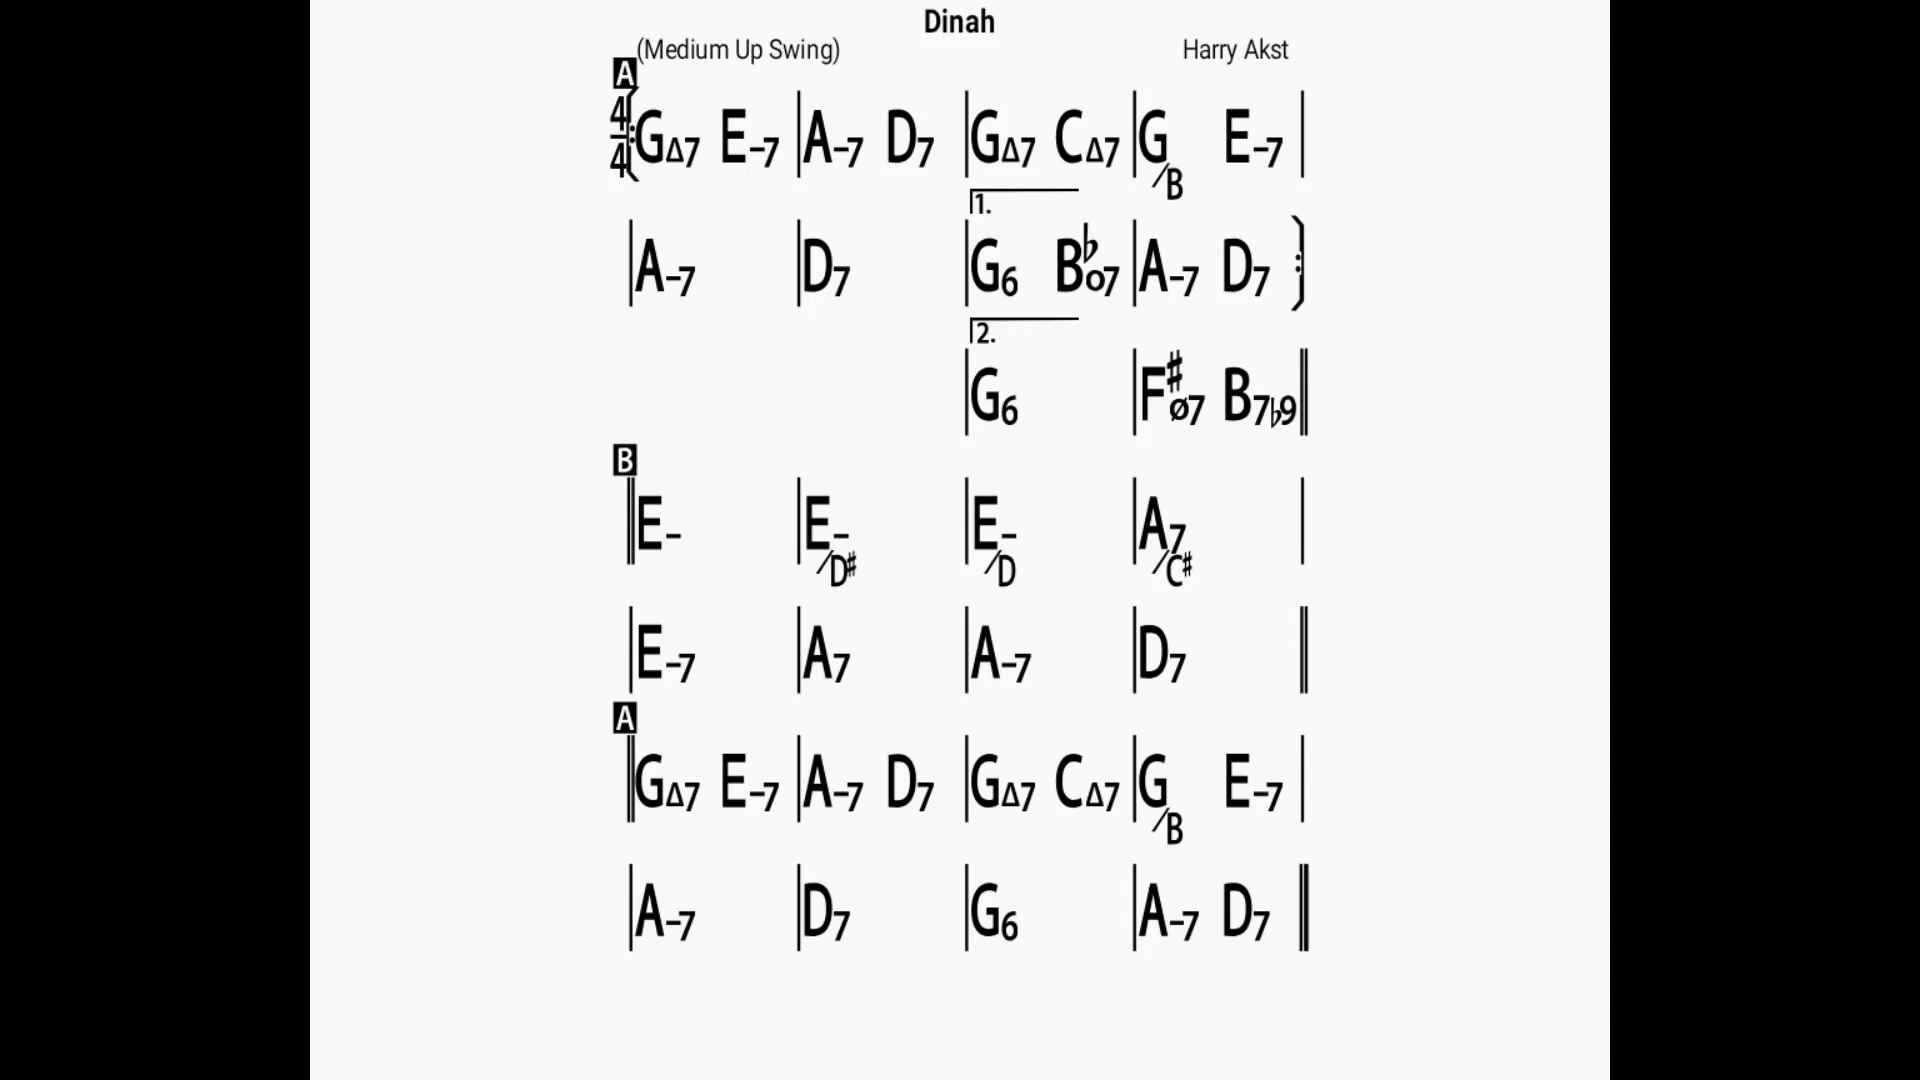 Dinah
(Medium Up Swing) Harry Akst
A
4/4 GΔ7 E-7 A-7 D7 GΔ7 CΔ7 G/B E-7
1.
A-7 D7 G6 B♭o7 A-7 D7
2.
G6 F♯ø7 B7♭9
B
E- E-/D♯ E-/D A7/C♯
E-7 A7 A-7 D7
A
GΔ7 E-7 A-7 D7 GΔ7 CΔ7 G/B E-7
A-7 D7 G6 A-7 D7